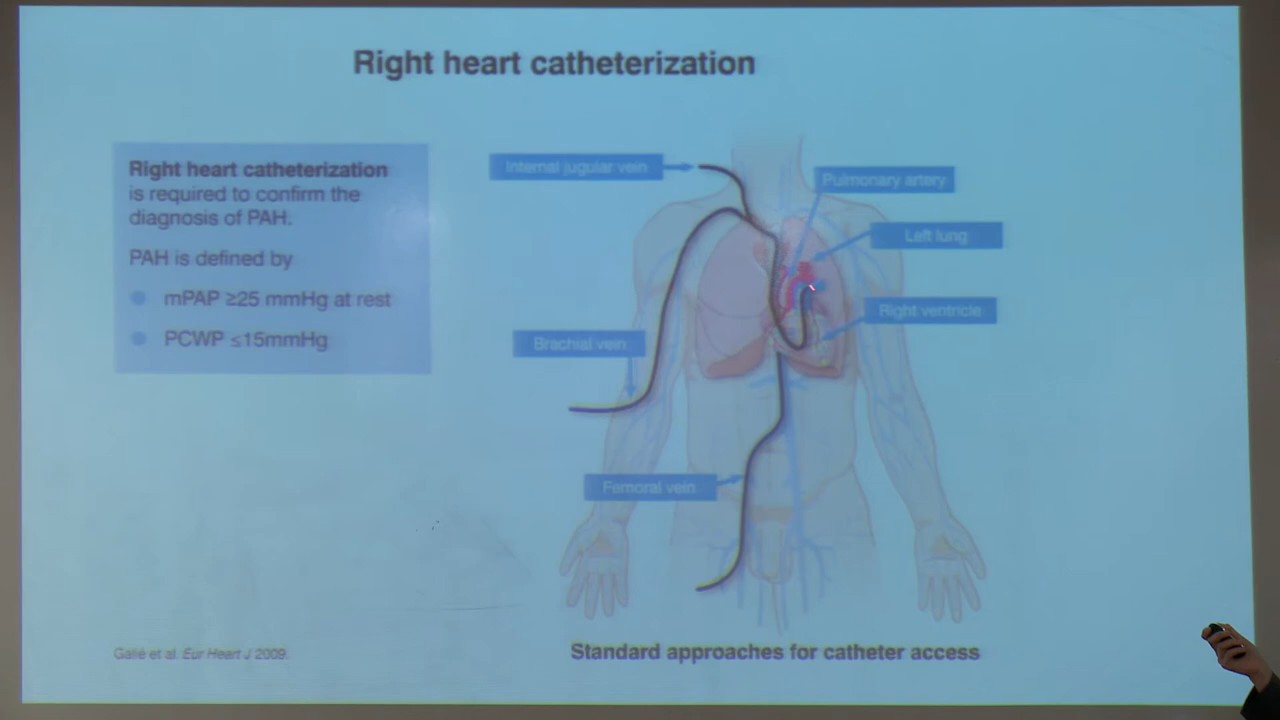 Right heart catheterization
Right heart catheterization
is required to confirm the
diagnosis of PAH.
PAH is defined by
mPAP ≥25 mmHg at rest
PCWP ≤15mmHg
Internal jugular vein
Pulmonary artery
Left lung
Right ventricle
Brachial vein
Femoral vein
Standard approaches for catheter access
Galiè et al. Eur Heart J 2009.